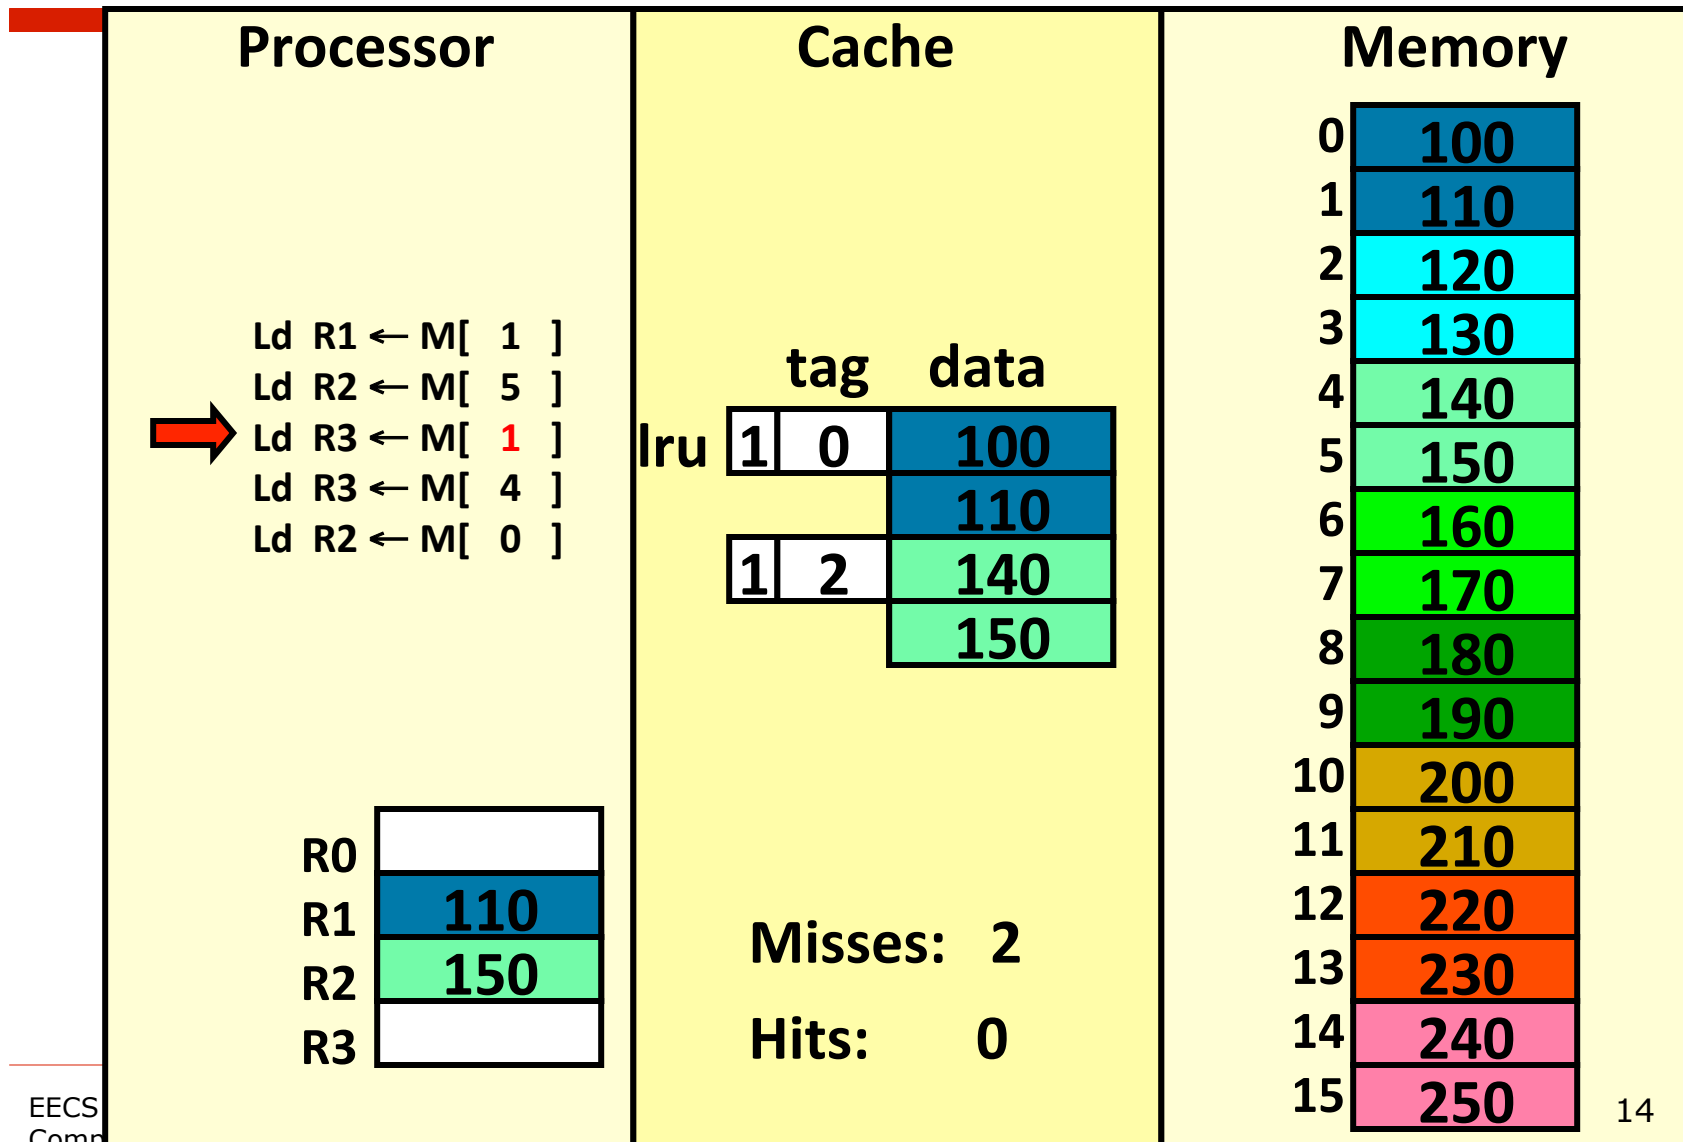 Processor
Ld R1 ← M[ 1 ]
Ld R2 ← M[ 5 ]
Ld R3 ← M[ 1 ]
Ld R3 ← M[ 4 ]
Ld R2 ← M[ 0 ]
R0
R1 110
R2 150
R3
Cache
tag data
lru 1 0 100
110
1 2 140
150
Misses: 2
Hits: 0
Memory
0 100
1 110
2 120
3 130
4 140
5 150
6 160
7 170
8 180
9 190
10 200
11 210
12 220
13 230
14 240
15 250
EECS
Comp
14